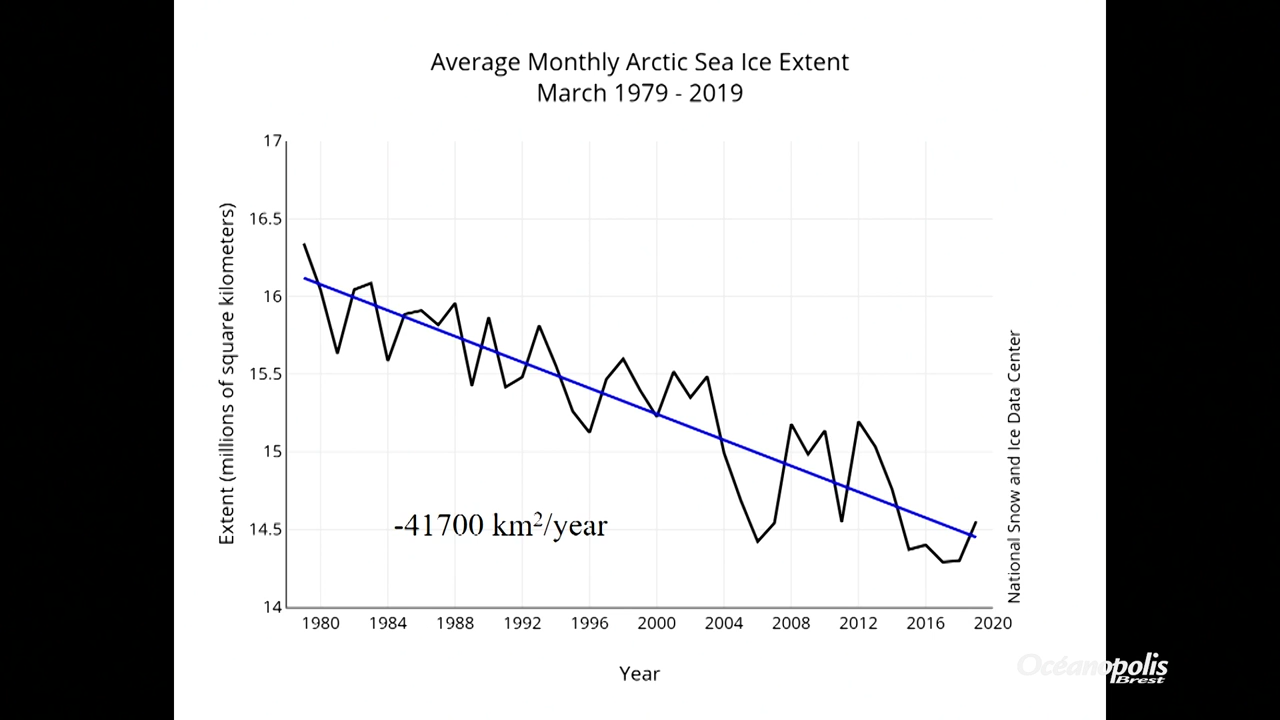 Average Monthly Arctic Sea Ice Extent
March 1979 - 2019
17
16.5
16
15.5
15
14.5
14
Extent (millions of square kilometers)
-41700 km²/year
National Snow and Ice Data Center
1980 1984 1988 1992 1996 2000 2004 2008 2012 2016 2020
Year
Océanopolis
Brest